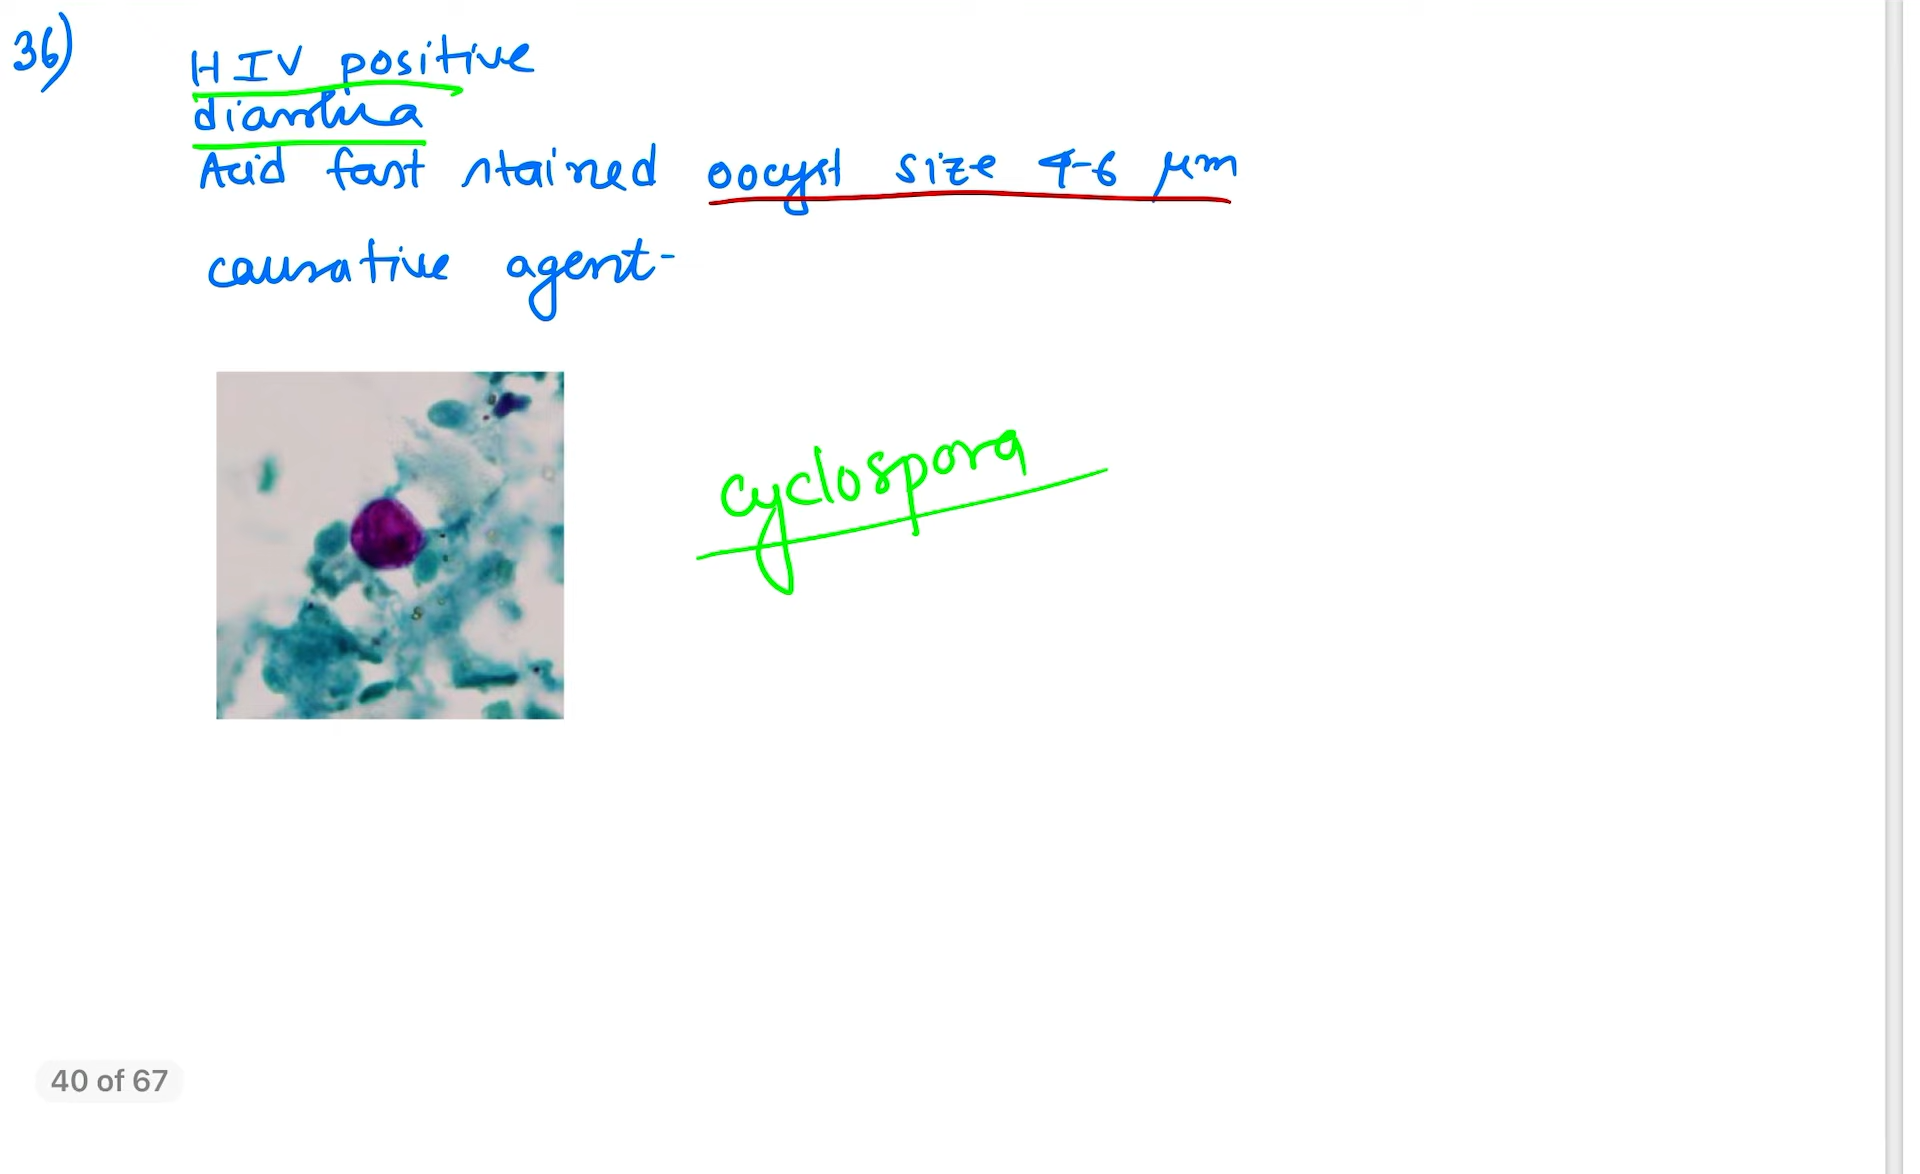 36)
HIV positive
diarrhea
Acid fast stained oocyst size 4-6 μm
causative agent-
cyclospora
40 of 67